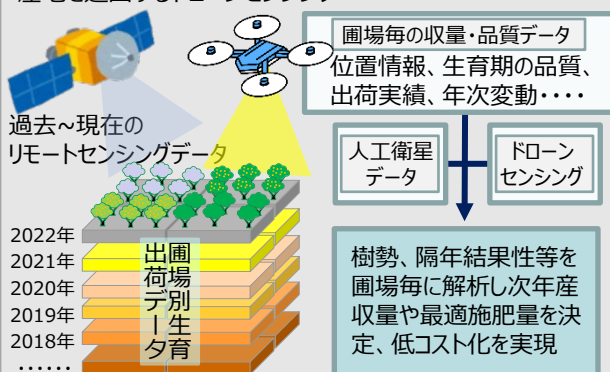 圃場毎の収量・品質データ
位置情報、生育期の品質、
出荷実績、年次変動・・・・
過去~現在の
リモートセンシングデータ
人工衛星
データ
ドローン
センシング
2022年
2021年
2020年
2019年
2018年
・・・・・・
圃場別生育
出荷データ
樹勢、隔年結果性等を
圃場毎に解析し次年産
収量や最適施肥量を決
定、低コスト化を実現